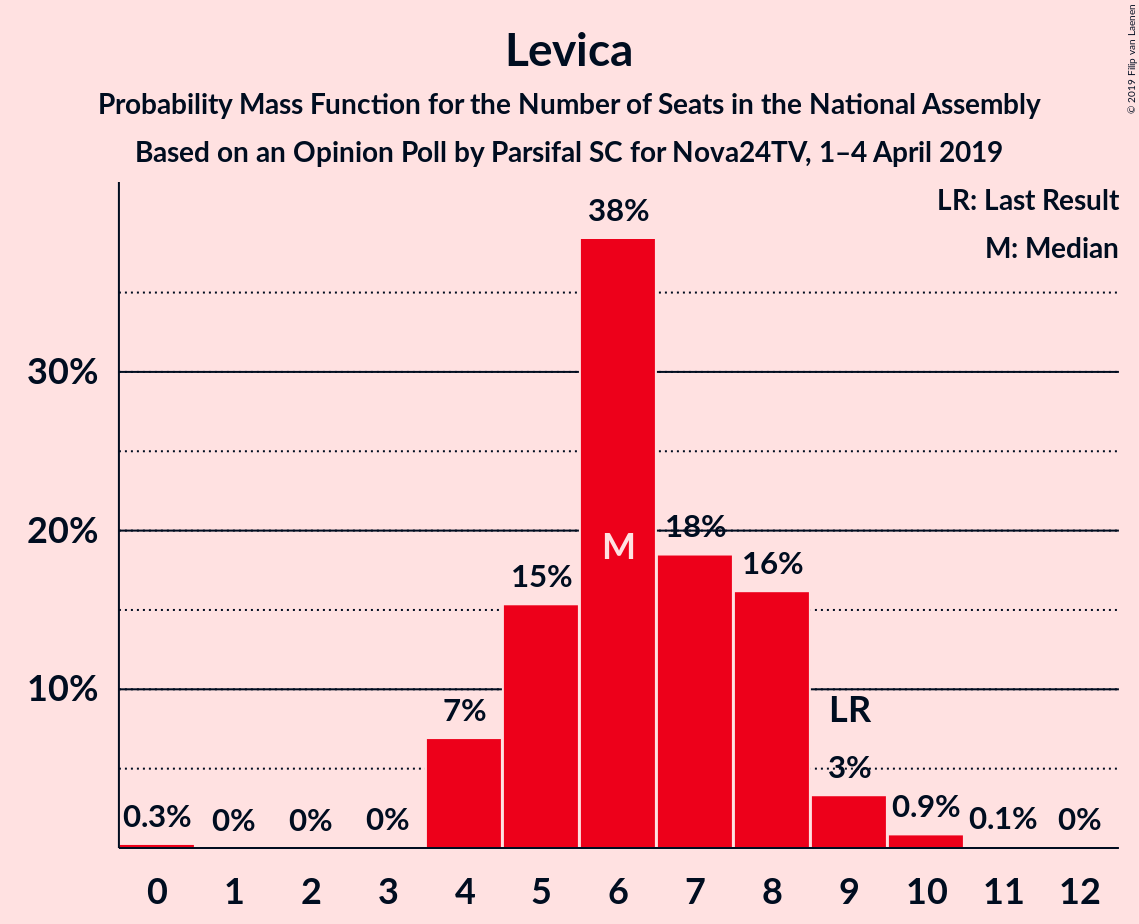 Levica
Probability Mass Function for the Number of Seats in the National Assembly
Based on an Opinion Poll by Parsifal SC for Nova24TV, 1–4 April 2019
© 2019 Filip van Laenen
LR: Last Result
M: Median
38%
30%
20%
18%
M
16%
15%
10%
7%
LR
3%
0.3%
0%
0%
0%
0.9%
0.1%
0%
0 1 2 3 4 5 6 7 8 9 10 11 12